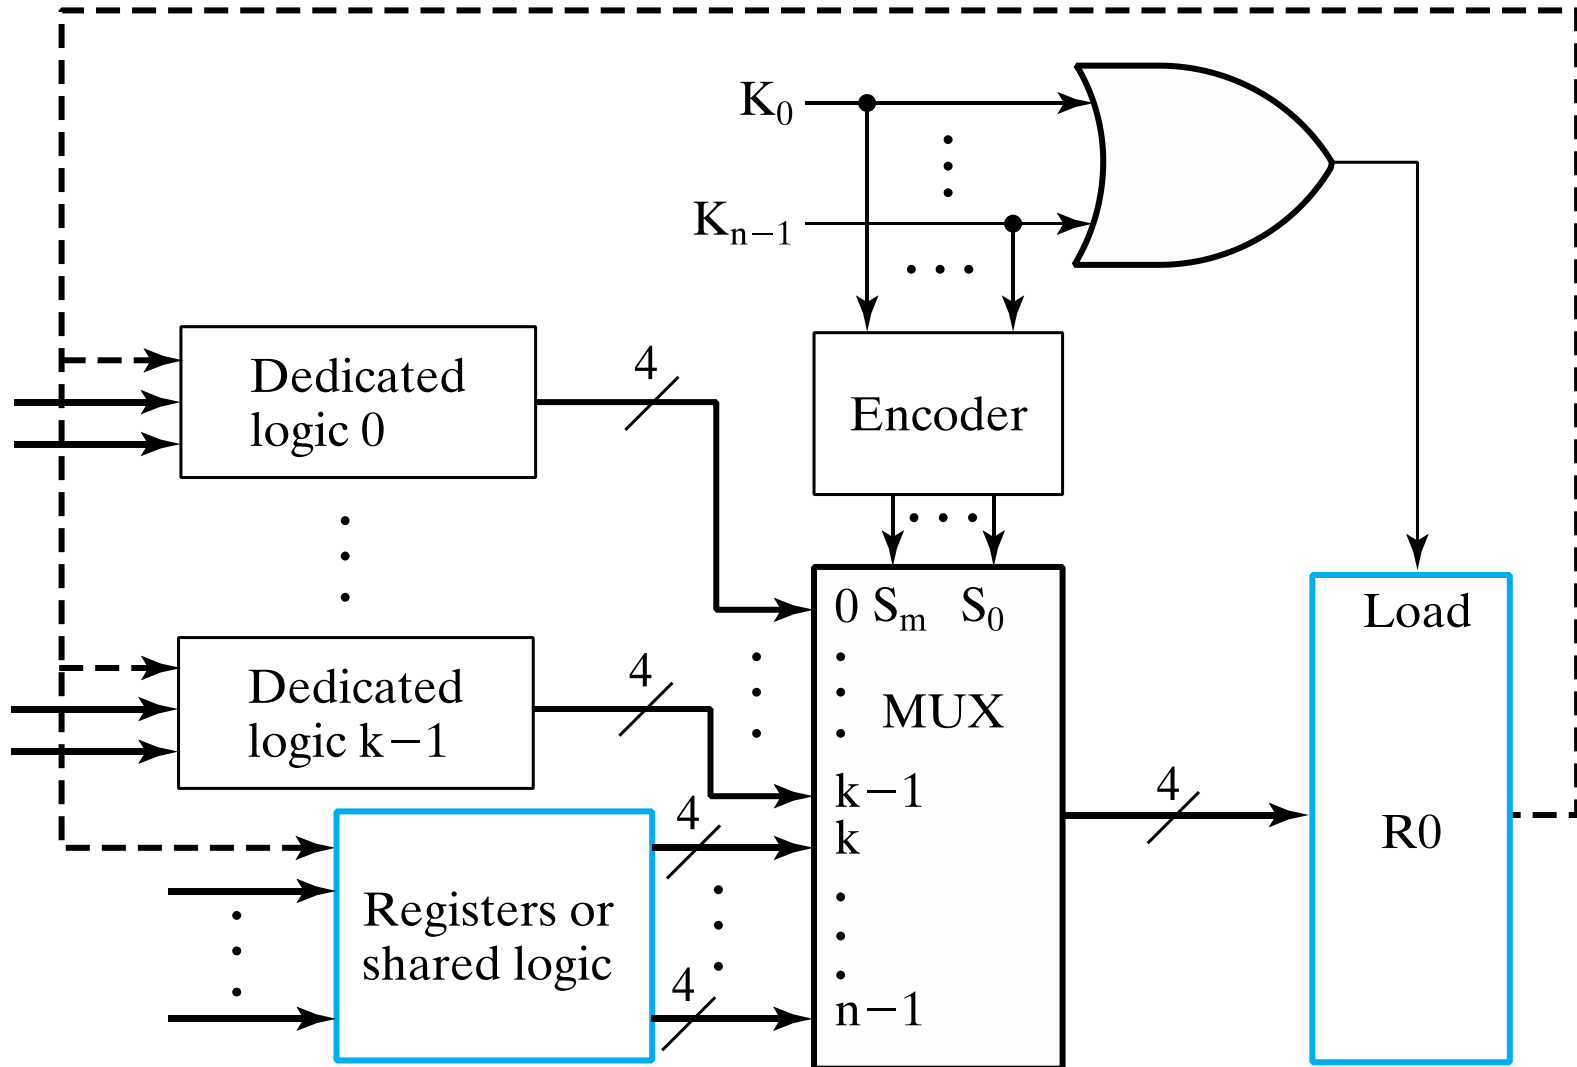 K₀
Kₙ₋₁
4
Dedicated
logic 0
Encoder
0 Sₘ S₀
Load
4
Dedicated
logic k−1
MUX
k−1
4
4
k
R0
Registers or
shared logic
4
n−1